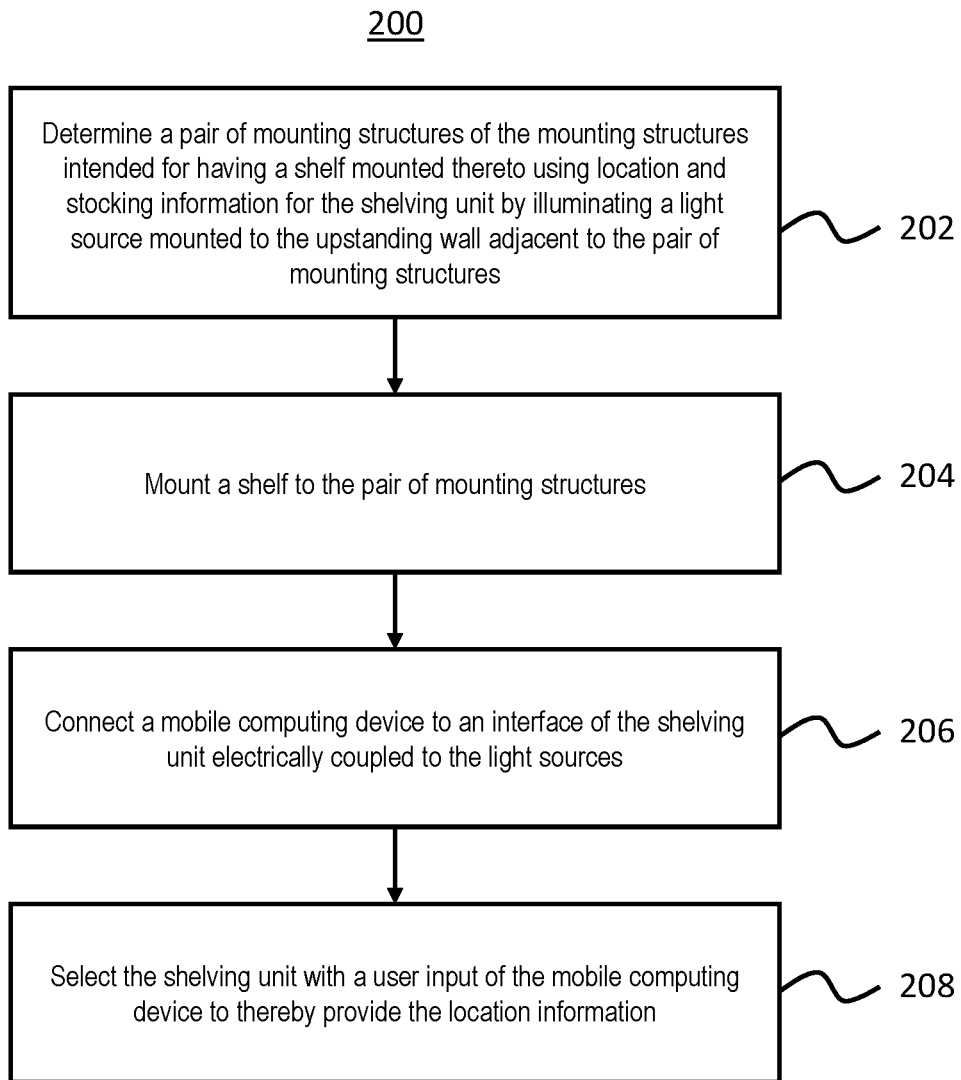 200
Determine a pair of mounting structures of the mounting structures
intended for having a shelf mounted thereto using location and
stocking information for the shelving unit by illuminating a light
source mounted to the upstanding wall adjacent to the pair of
mounting structures
202
Mount a shelf to the pair of mounting structures
204
Connect a mobile computing device to an interface of the shelving
unit electrically coupled to the light sources
206
Select the shelving unit with a user input of the mobile computing
device to thereby provide the location information
208